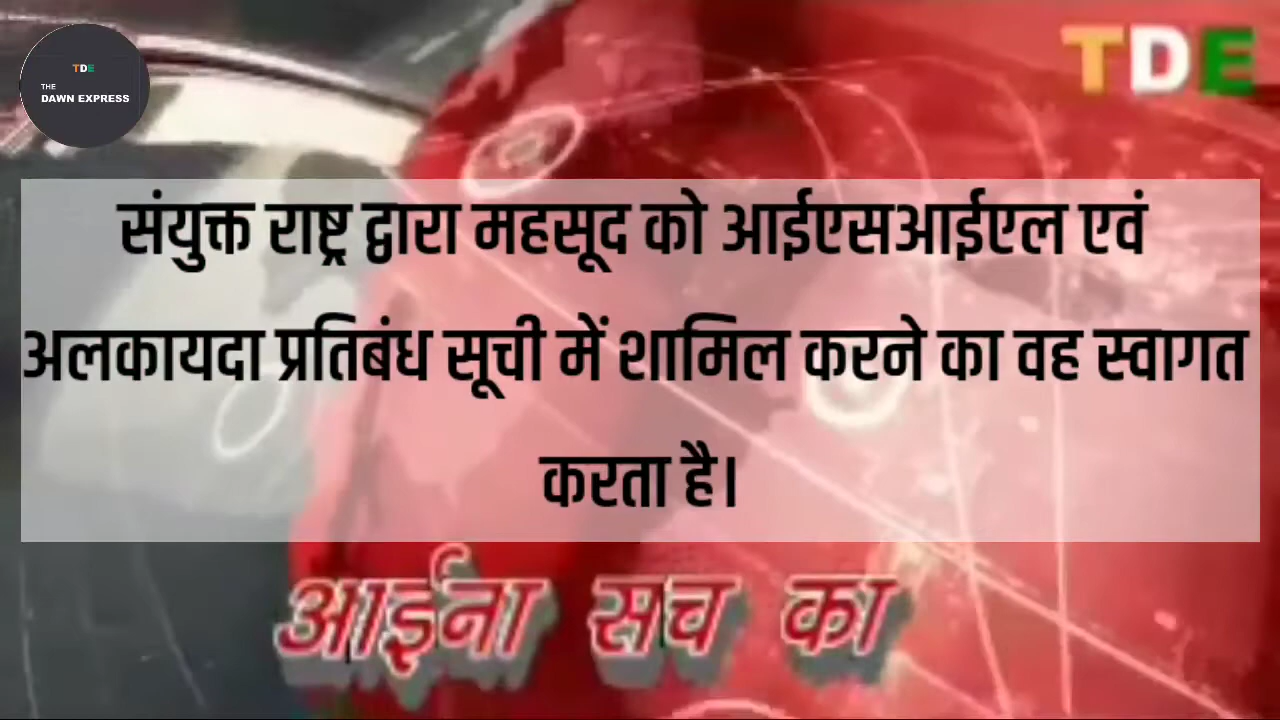 TDE
THE
DAWN EXPRESS
TDE
संयुक्त राष्ट्र द्वारा महसूद को आईएसआईएल एवं
अलकायदा प्रतिबंध सूची में शामिल करने का वह स्वागत
करता है।
आईना सच का